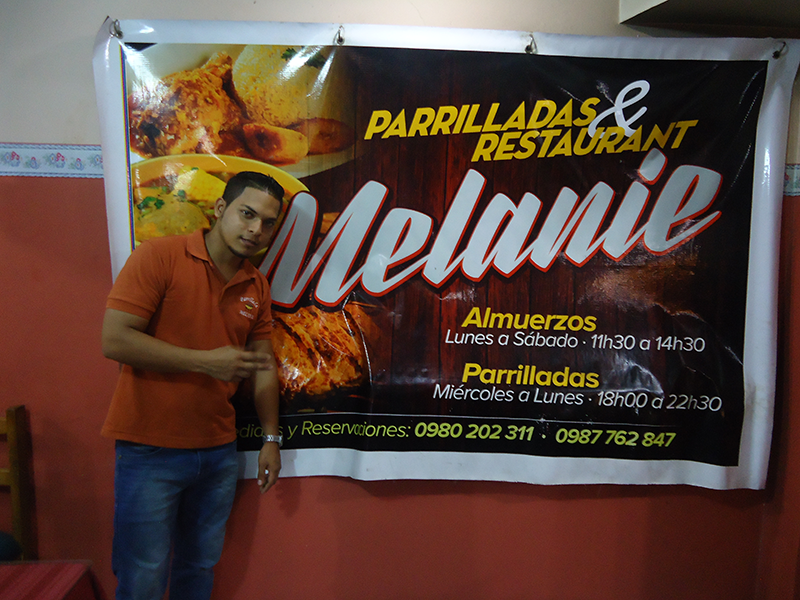 PARRILLADAS &
RESTAURANT
Melanie
Almuerzos
Lunes a Sábado · 11h30 a 14h30
Parrilladas
Miércoles a Lunes · 18h00 a 22h30
y Reservaciones: 0980 202 311 · 0987 762 847